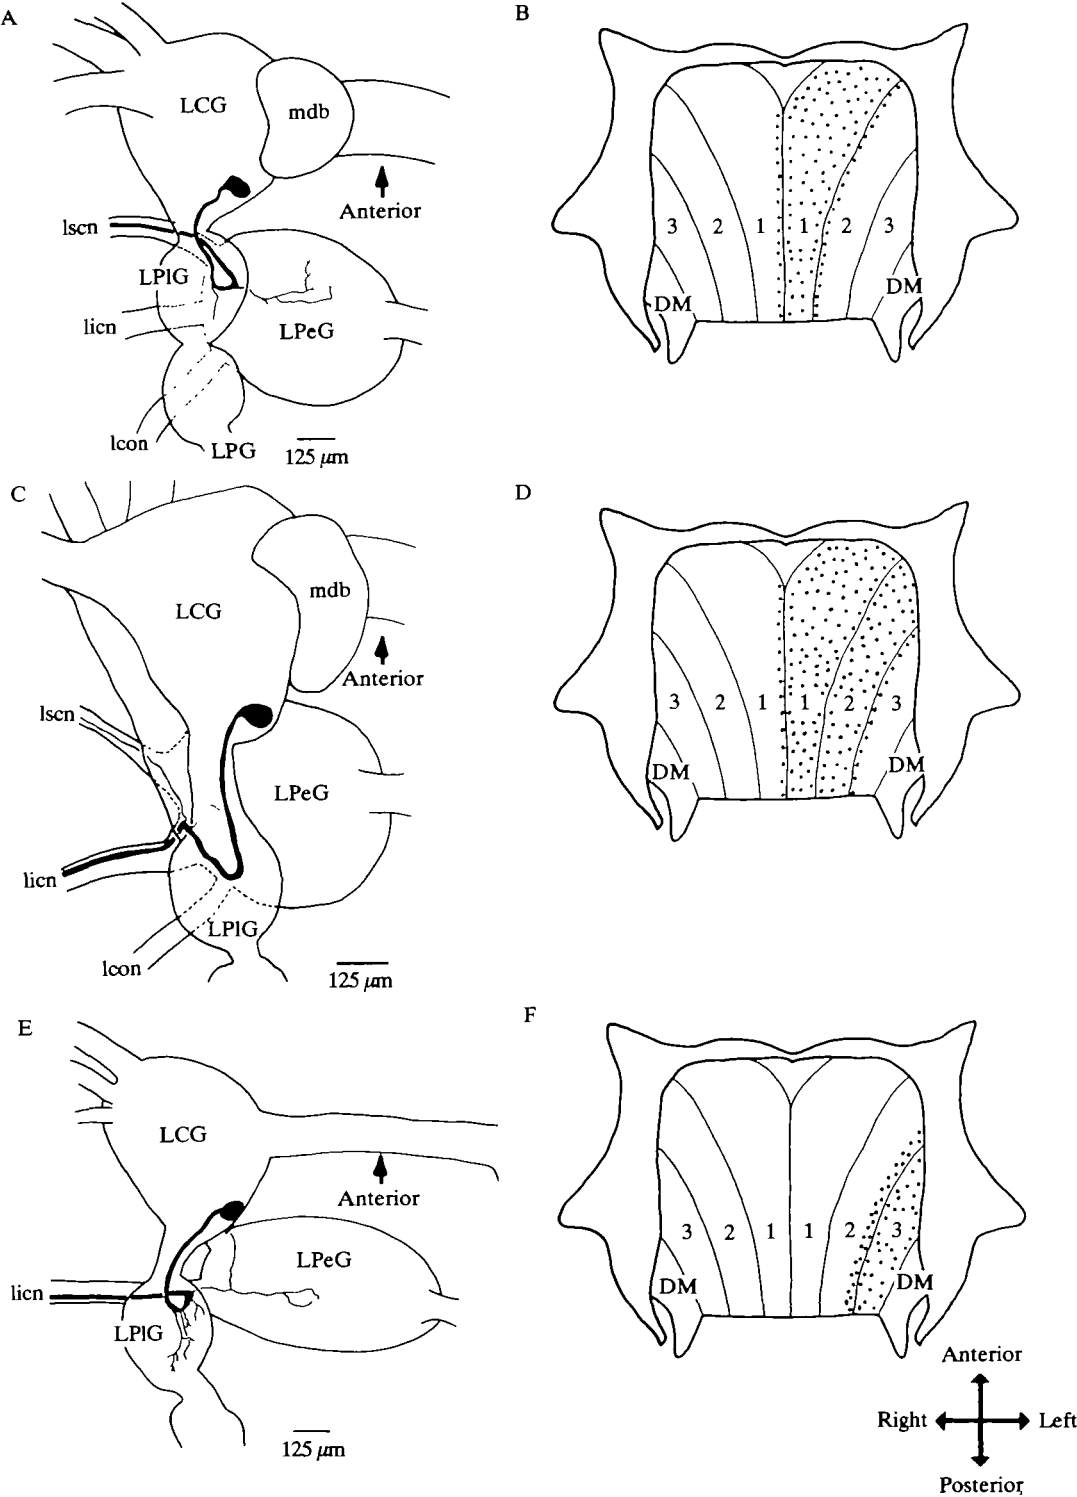 A
LCG
mdb
Anterior
lscn
LPlG
licn
LPeG
lcon
LPG
125 μm
B
3 2 1 1 2 3
DM
DM
C
LCG
mdb
Anterior
lscn
LPeG
licn
LPlG
lcon
125 μm
D
3 2 1 1 2 3
DM
DM
E
LCG
Anterior
LPeG
licn
LPlG
125 μm
F
3 2 1 1 2 3
DM
DM
Anterior
Right Left
Posterior